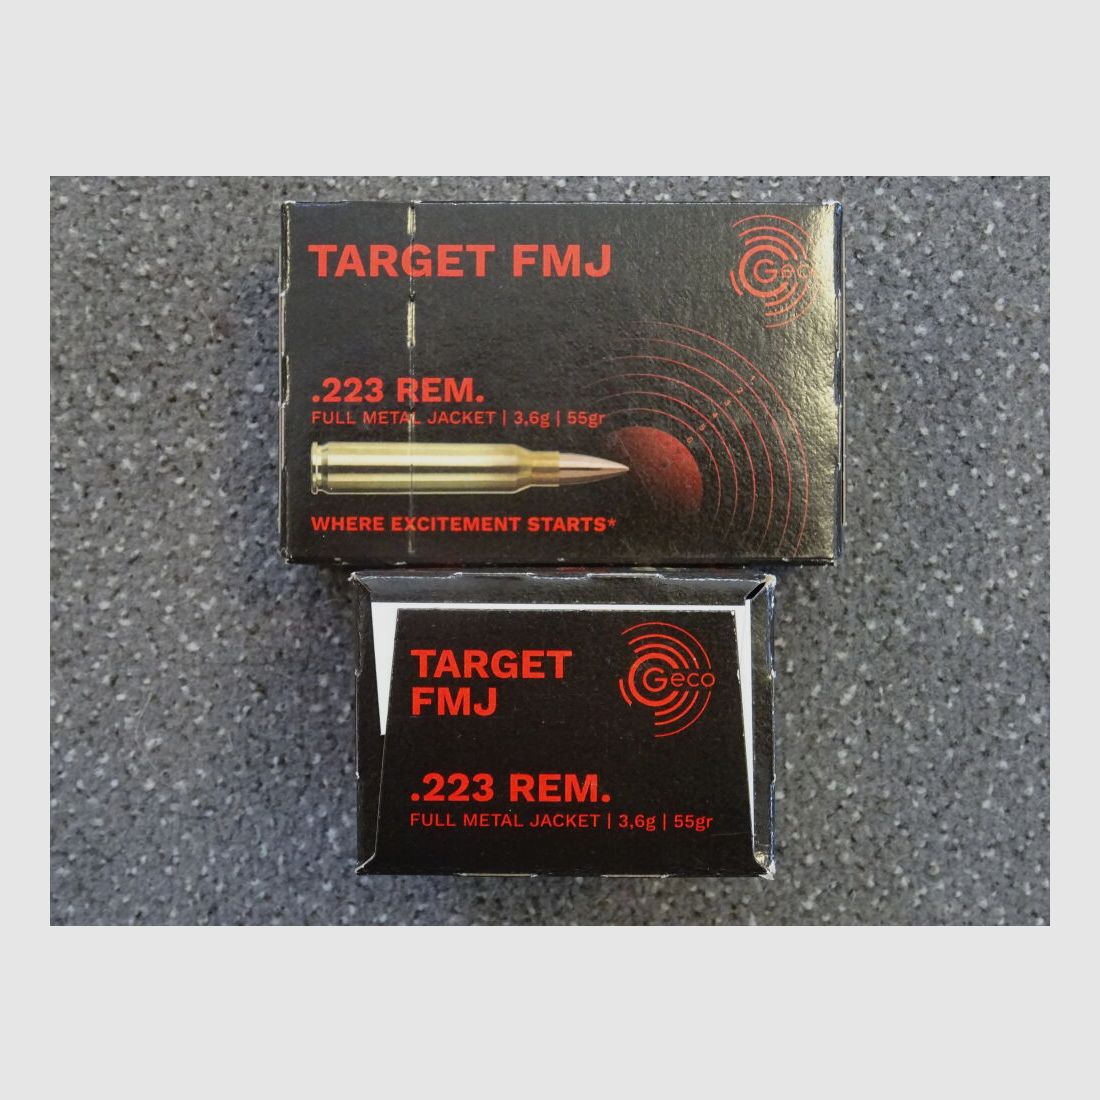 TARGET FMJ
Geco
.223 REM.
FULL METAL JACKET | 3,6g | 55gr
WHERE EXCITEMENT STARTS*
TARGET
FMJ
Geco
.223 REM.
FULL METAL JACKET | 3,6g | 55gr